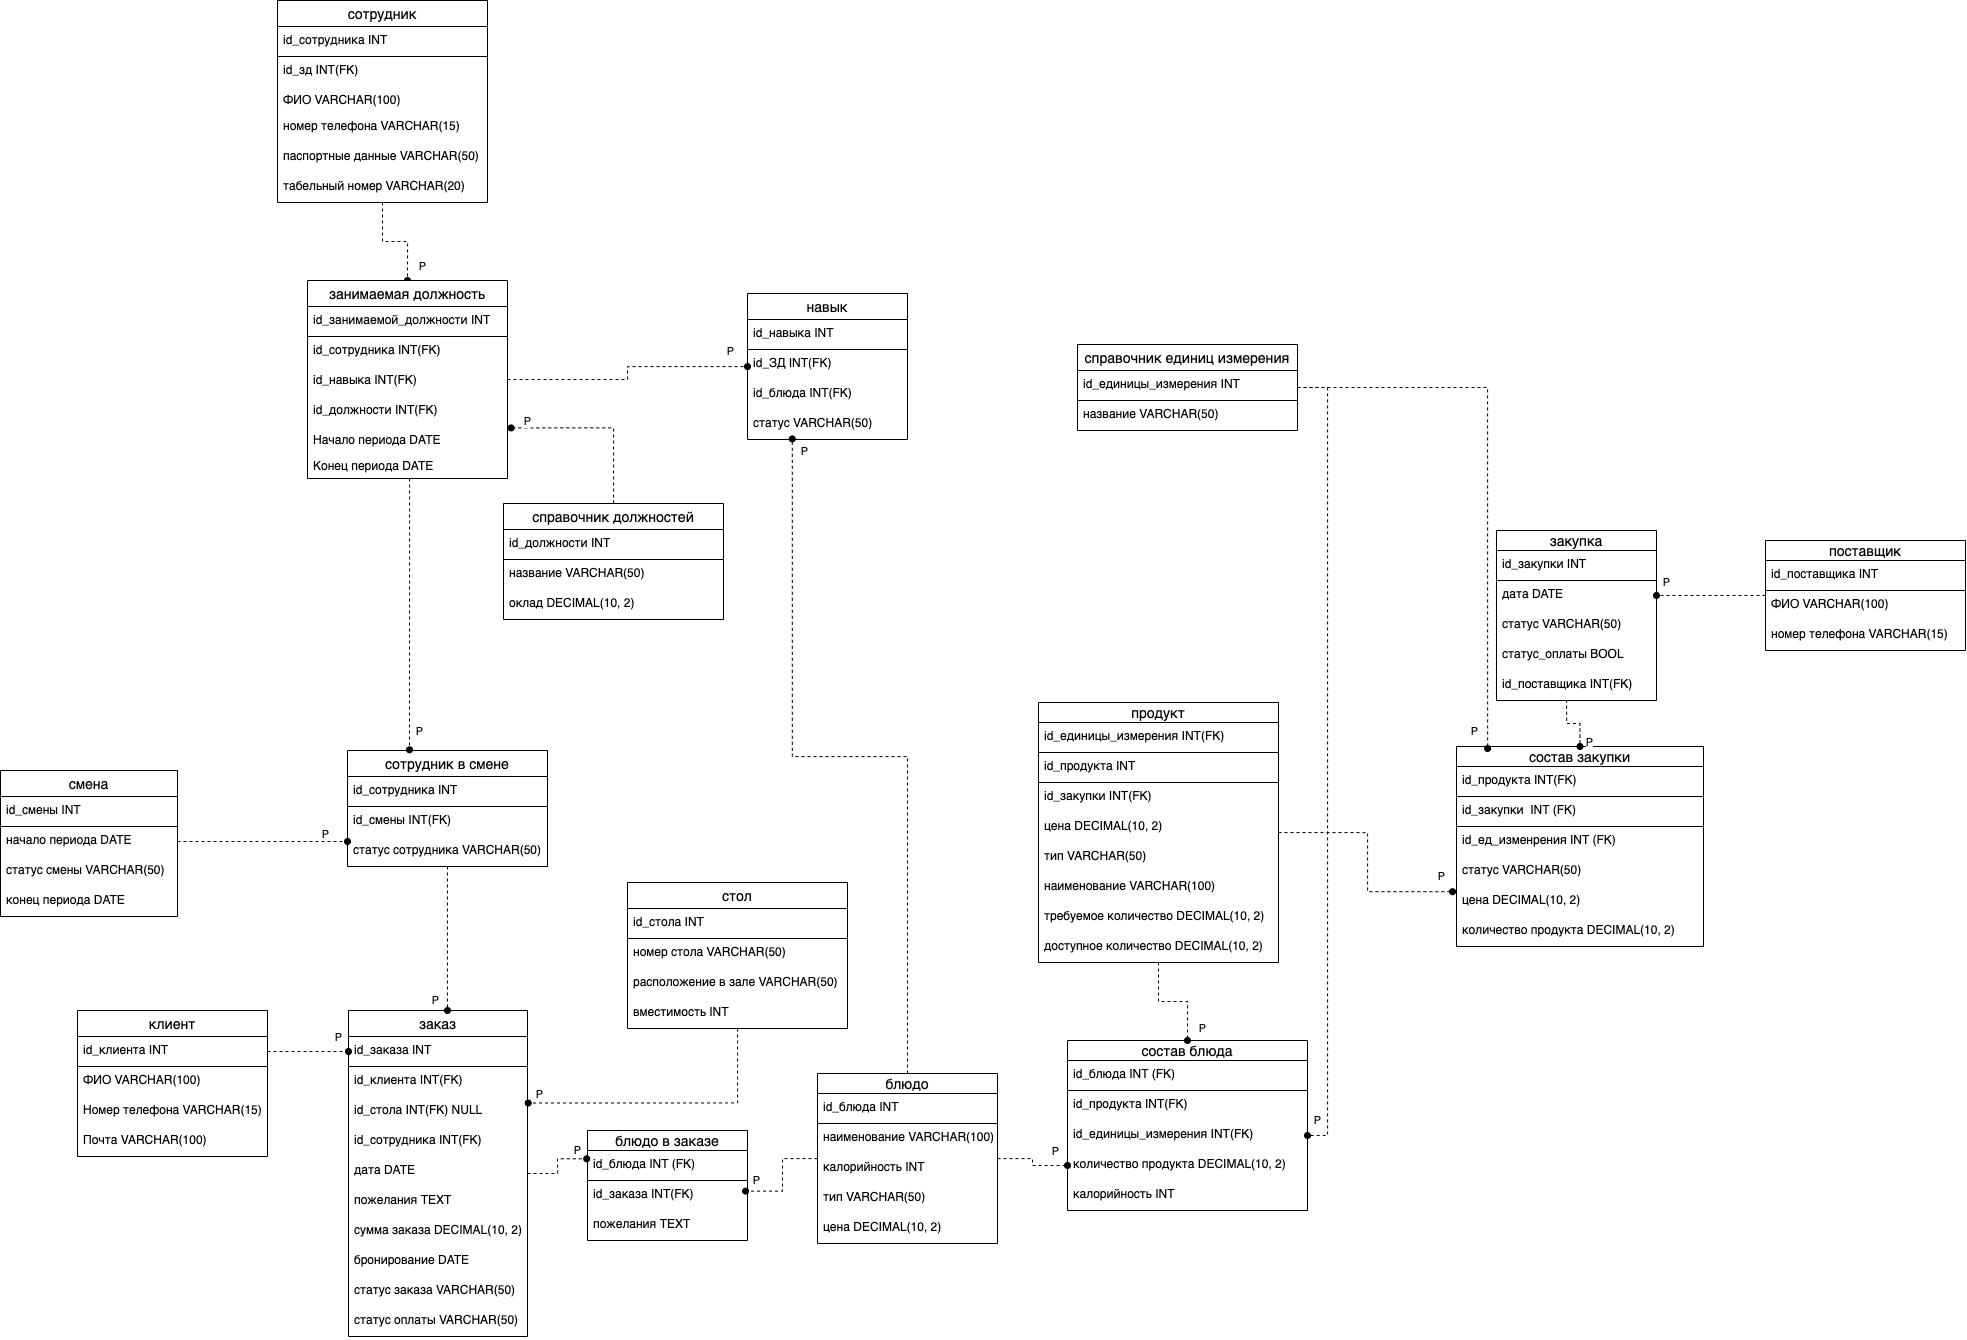 сотрудник
id_сотрудника INT
id_зд INT(FK)
ФИО VARCHAR(100)
номер телефона VARCHAR(15)
паспортные данные VARCHAR(50)
табельный номер VARCHAR(20)
P
занимаемая должность
id_занимаемой_должности INT
id_сотрудника INT(FK)
id_навыка INT(FK)
id_должности INT(FK)
Начало периода DATE
Конец периода DATE
P
P
навык
id_навыка INT
id_ЗД INT(FK)
id_блюда INT(FK)
статус VARCHAR(50)
P
справочник должностей
id_должности INT
название VARCHAR(50)
оклад DECIMAL(10, 2)
справочник единиц измерения
id_единицы_измерения INT
название VARCHAR(50)
закупка
id_закупки INT
дата DATE
статус VARCHAR(50)
статус_оплаты BOOL
id_поставщика INT(FK)
P
поставщик
id_поставщика INT
ФИО VARCHAR(100)
номер телефона VARCHAR(15)
P
P
состав закупки
id_продукта INT(FK)
id_закупки  INT (FK)
id_ед_изменрения INT (FK)
статус VARCHAR(50)
цена DECIMAL(10, 2)
количество продукта DECIMAL(10, 2)
P
продукт
id_единицы_измерения INT(FK)
id_продукта INT
id_закупки INT(FK)
цена DECIMAL(10, 2)
тип VARCHAR(50)
наименование VARCHAR(100)
требуемое количество DECIMAL(10, 2)
доступное количество DECIMAL(10, 2)
P
сотрудник в смене
id_сотрудника INT
id_смены INT(FK)
статус сотрудника VARCHAR(50)
P
смена
id_смены INT
начало периода DATE
статус смены VARCHAR(50)
конец периода DATE
стол
id_стола INT
номер стола VARCHAR(50)
расположение в зале VARCHAR(50)
вместимость INT
P
клиент
id_клиента INT
ФИО VARCHAR(100)
Номер телефона VARCHAR(15)
Почта VARCHAR(100)
P
заказ
id_заказа INT
id_клиента INT(FK)
id_стола INT(FK) NULL
id_сотрудника INT(FK)
дата DATE
пожелания TEXT
сумма заказа DECIMAL(10, 2)
бронирование DATE
статус заказа VARCHAR(50)
статус оплаты VARCHAR(50)
P
P
блюдо в заказе
id_блюда INT (FK)
id_заказа INT(FK)
пожелания TEXT
P
блюдо
id_блюда INT
наименование VARCHAR(100)
калорийность INT
тип VARCHAR(50)
цена DECIMAL(10, 2)
P
P
состав блюда
id_блюда INT (FK)
id_продукта INT(FK)
id_единицы_измерения INT(FK)
количество продукта DECIMAL(10, 2)
калорийность INT
P